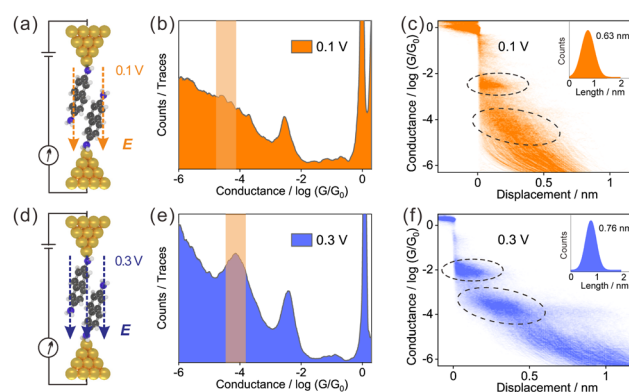 (a)
0.1 V
E
(b)
0.1 V
Counts / Traces
-6 -4 -2 0
Conductance / log (G/G₀)
(c)
0.1 V
0.63 nm
Counts
0 1 2
Length / nm
Conductance / log (G/G₀)
0
-2
-4
-6
0 0.5 1
Displacement / nm
(d)
0.3 V
E
(e)
0.3 V
Counts / Traces
-6 -4 -2 0
Conductance / log (G/G₀)
(f)
0.3 V
0.76 nm
Counts
0 1 2
Length / nm
Conductance / log (G/G₀)
0
-2
-4
-6
0 0.5 1
Displacement / nm